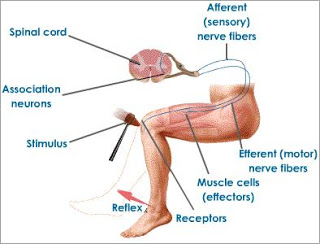 Afferent
(sensory)
nerve fibers
Spinal cord
Association
neurons
Stimulus
Efferent (motor)
nerve fibers
Muscle cells
(effectors)
Reflex
Receptors